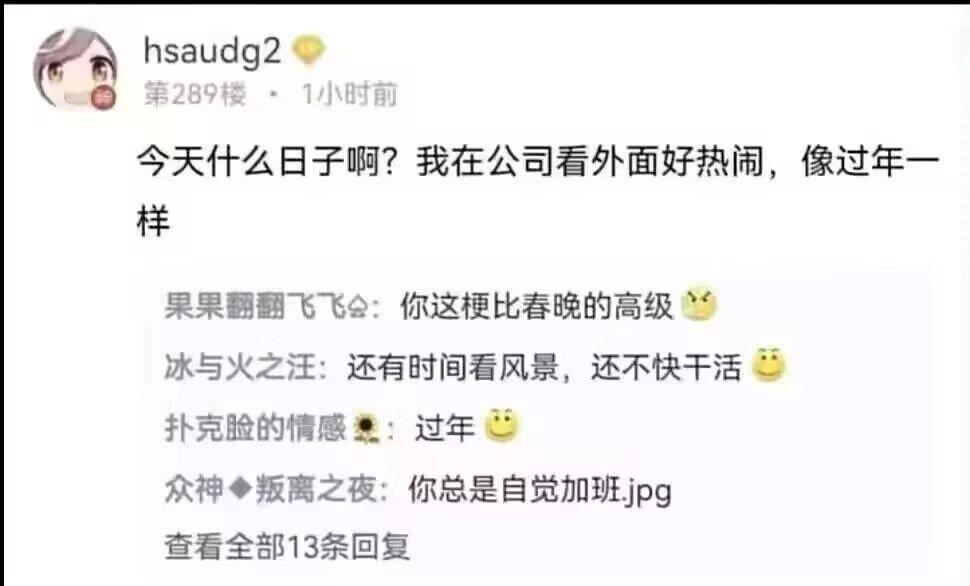 hsaudg2
第289楼 · 1小时前
今天什么日子啊?我在公司看外面好热闹，像过年一
样
果果翻翻飞飞♤：你这梗比春晚的高级
冰与火之汪：还有时间看风景，还不快干活
扑克脸的情感🌻：过年
众神◆叛离之夜：你总是自觉加班.jpg
查看全部13条回复